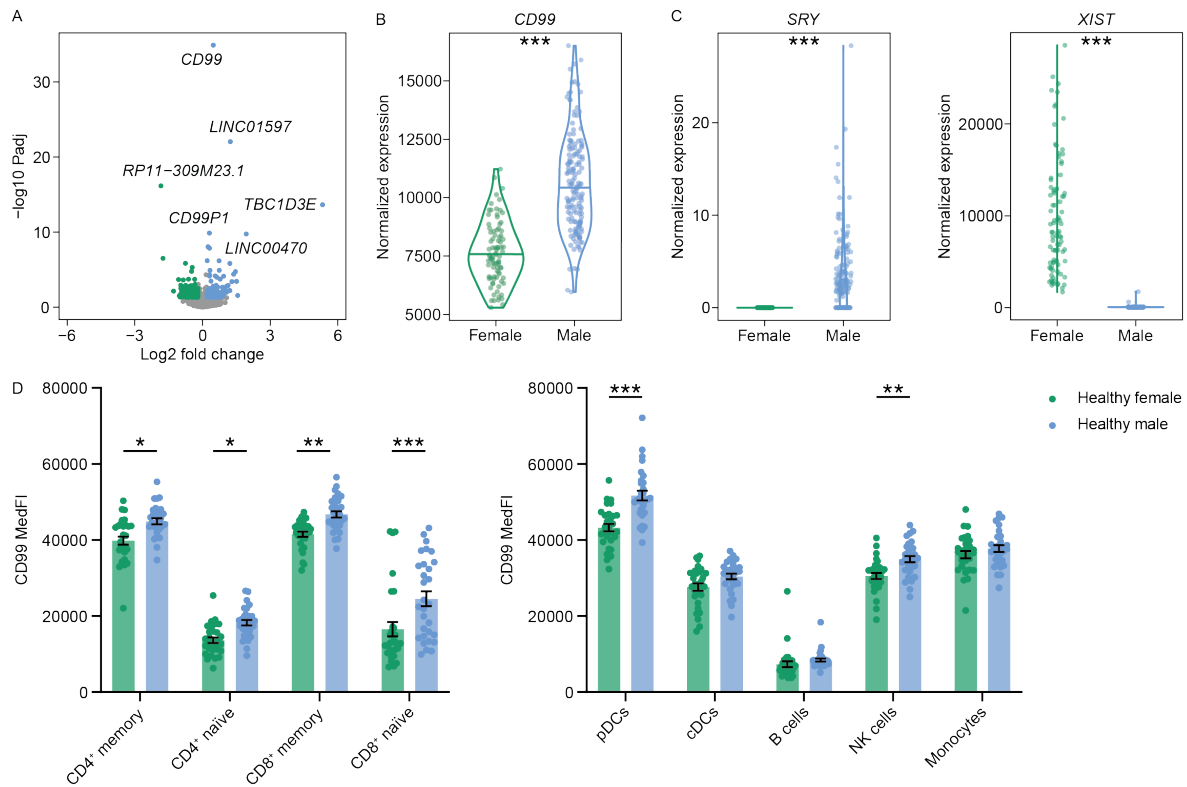 A
CD99
LINC01597
RP11−309M23.1
TBC1D3E
CD99P1
LINC00470
−log10 Padj
30
20
10
0
−6
−3
0
3
6
Log2 fold change
B
CD99
***
Normalized expression
15000
12500
10000
7500
5000
Female
Male
C
SRY
***
Normalized expression
20
10
0
Female
Male
XIST
***
Normalized expression
20000
10000
0
Female
Male
D
CD99 MedFI
80000
60000
40000
20000
0
*
*
**
***
CD4⁺ memory
CD4⁺ naïve
CD8⁺ memory
CD8⁺ naïve
CD99 MedFI
80000
60000
40000
20000
0
***
**
pDCs
cDCs
B cells
NK cells
Monocytes
Healthy female
Healthy male